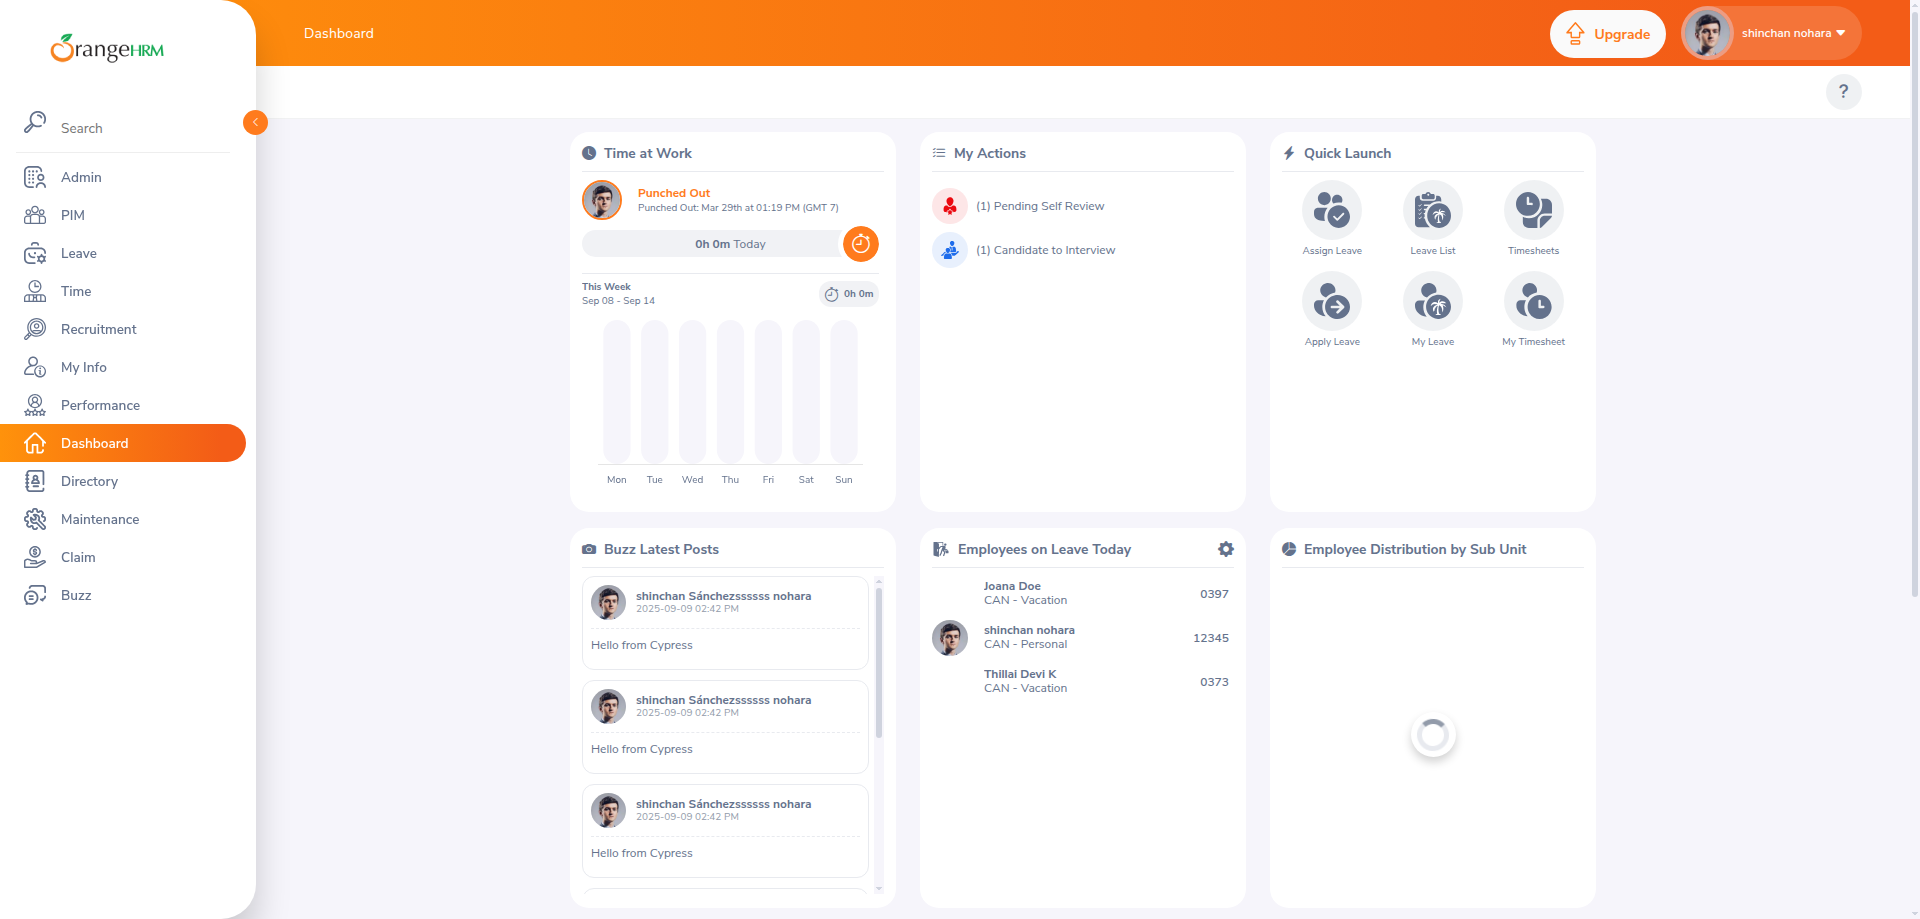 OrangeHRM
Dashboard
Upgrade
shinchan nohara
?
Search
Admin
PIM
Leave
Time
Recruitment
My Info
Performance
Dashboard
Directory
Maintenance
Claim
Buzz
Time at Work
Punched Out
Punched Out: Mar 29th at 01:19 PM (GMT 7)
0h 0m Today
This Week
Sep 08 - Sep 14
0h 0m
Mon Tue Wed Thu Fri Sat Sun
My Actions
(1) Pending Self Review
(1) Candidate to Interview
Quick Launch
Assign Leave
Leave List
Timesheets
Apply Leave
My Leave
My Timesheet
Buzz Latest Posts
shinchan Sánchezssssss nohara
2025-09-09 02:42 PM
Hello from Cypress
shinchan Sánchezssssss nohara
2025-09-09 02:42 PM
Hello from Cypress
shinchan Sánchezssssss nohara
2025-09-09 02:42 PM
Hello from Cypress
Employees on Leave Today
Joana Doe
CAN - Vacation
0397
shinchan nohara
CAN - Personal
12345
Thillai Devi K
CAN - Vacation
0373
Employee Distribution by Sub Unit